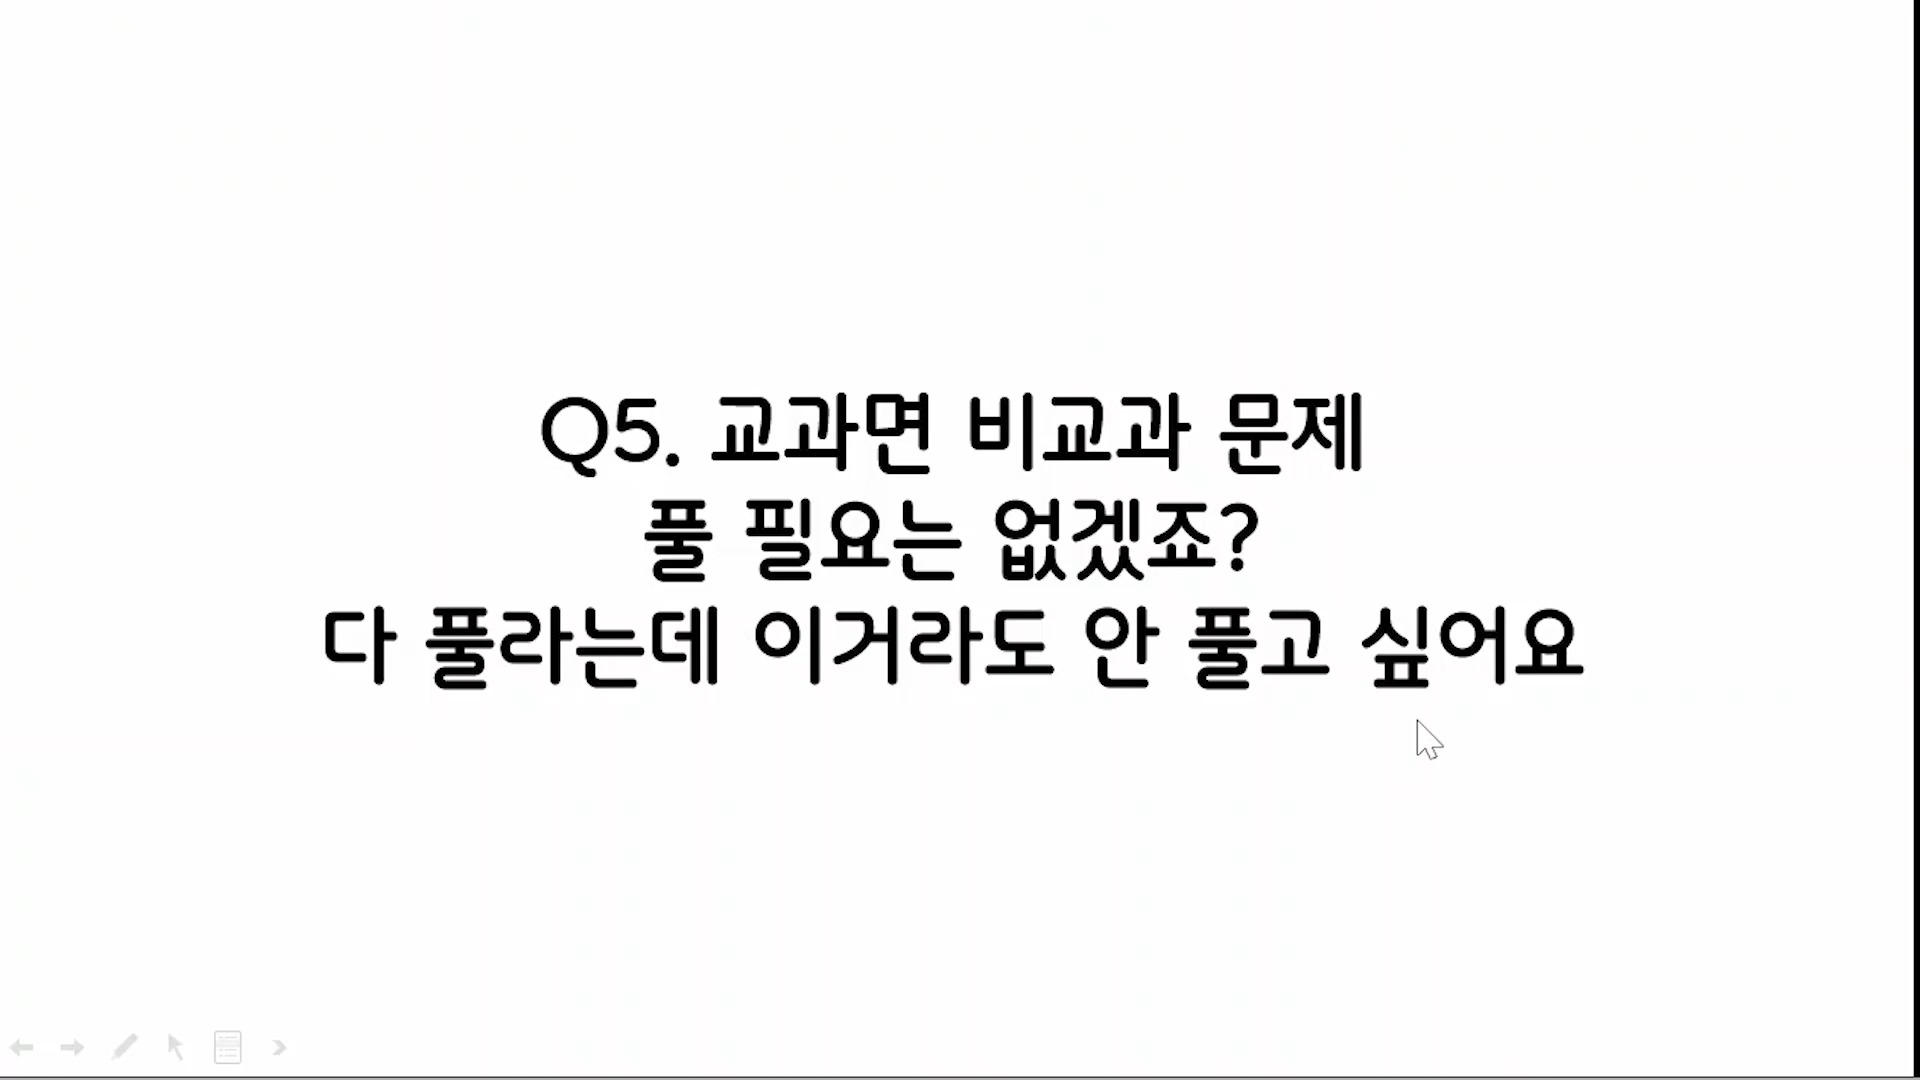 Q5. 교과면 비교과 문제
풀 필요는 없겠죠?
다 풀라는데 이거라도 안 풀고 싶어요